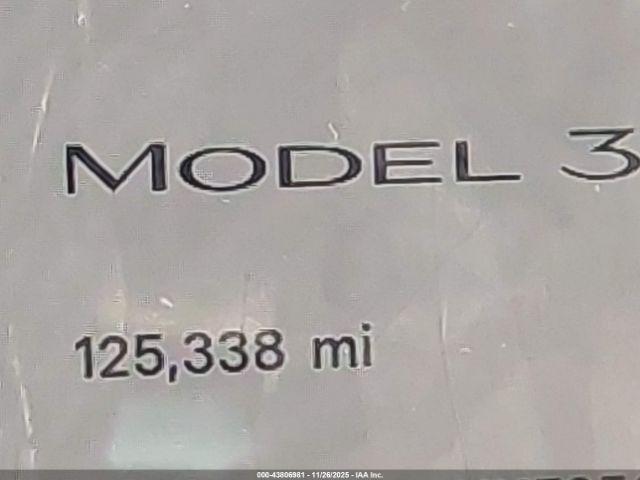 MODEL 3
125,338 mi
000-43806981 - 11/26/2025 - IAA Inc.